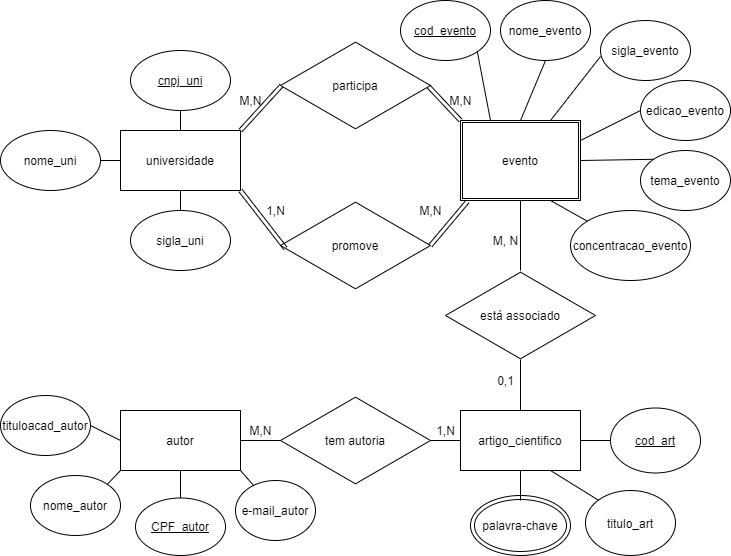 cod_evento
nome_evento
sigla_evento
cnpj_uni
participa
M,N
M,N
edicao_evento
nome_uni
universidade
evento
tema_evento
1,N
M,N
sigla_uni
promove
M, N
concentracao_evento
está associado
0,1
tituloacad_autor
autor
M,N
tem autoria
1,N
artigo_cientifico
cod_art
nome_autor
CPF_autor
e-mail_autor
palavra-chave
titulo_art